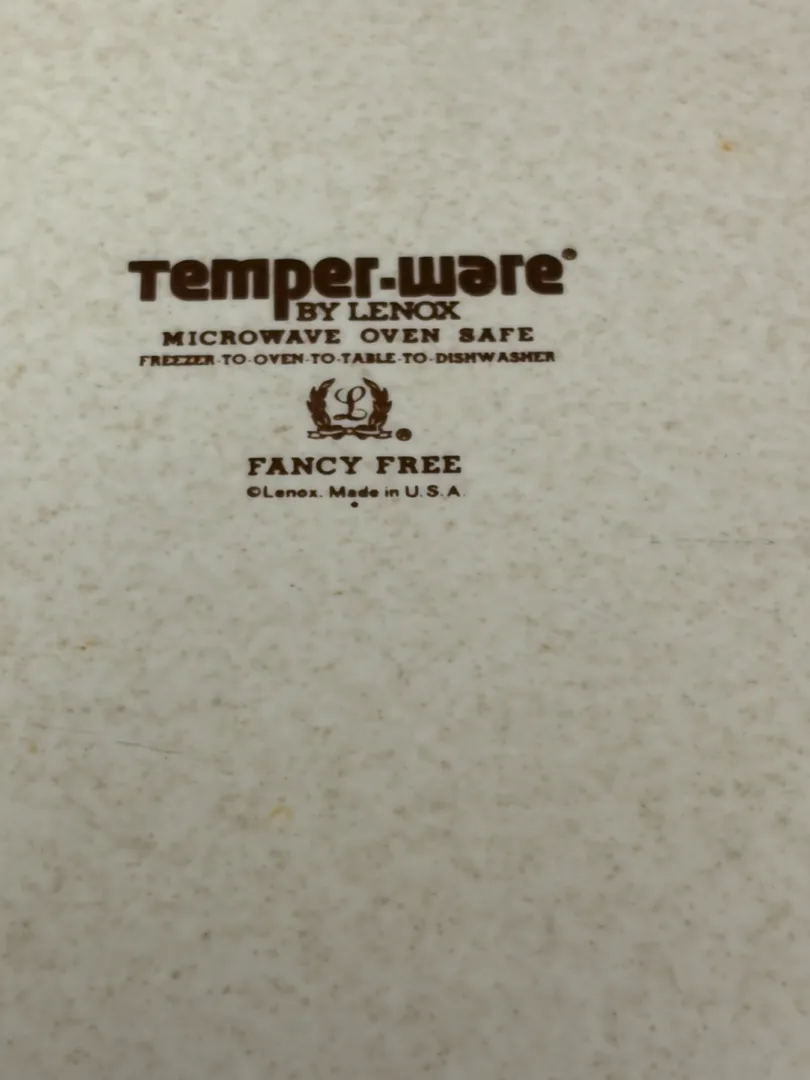 Temper-ware®
BY LENOX
MICROWAVE OVEN SAFE
FREEZER-TO-OVEN-TO-TABLE-TO-DISHWASHER
L®
FANCY FREE
©Lenox. Made in U.S.A.